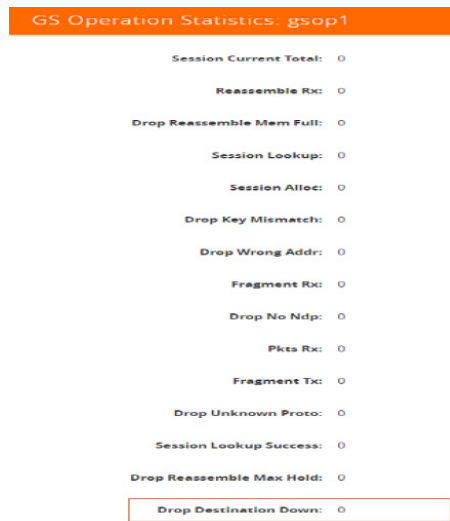 GS Operation Statistics: gsop1
Session Current Total: 0
Reassemble Rx: 0
Drop Reassemble Mem Full: 0
Session Lookup: 0
Session Alloc: 0
Drop Key Mismatch: 0
Drop Wrong Addr: 0
Fragment Rx: 0
Drop No Ndp: 0
Pkts Rx: 0
Fragment Tx: 0
Drop Unknown Proto: 0
Session Lookup Success: 0
Drop Reassemble Max Hold: 0
Drop Destination Down: 0